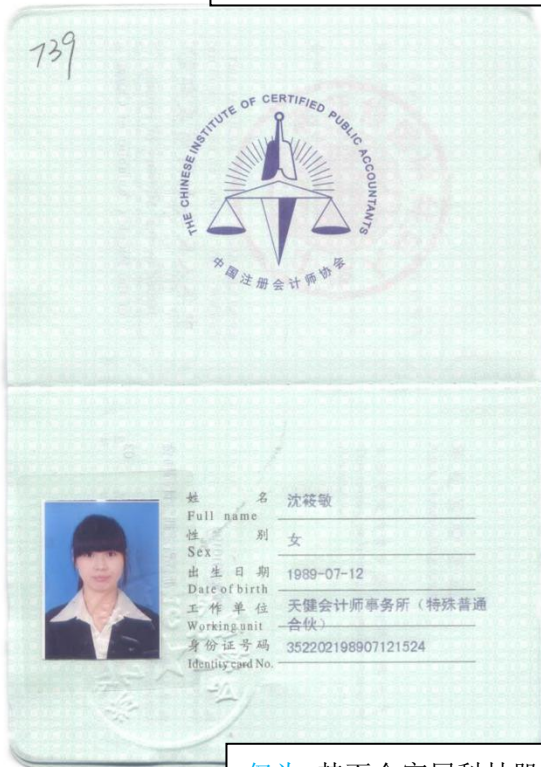 739
THE CHINESE INSTITUTE OF CERTIFIED PUBLIC ACCOUNTANTS
中国注册会计师协会
姓 名 沈筱敏
Full name
性 别 女
Sex
出生日期 1989-07-12
Date of birth
工作单位 天健会计师事务所（特殊普通
Working unit 合伙）
身份证号码 352202198907121524
Identity card No.